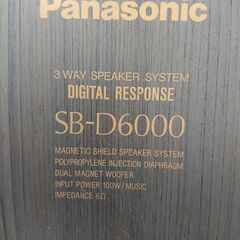 Panasonic
3 WAY SPEAKER SYSTEM
DIGITAL RESPONSE
SB-D6000
MAGNETIC SHIELD SPEAKER SYSTEM
POLYPROPYLENE INJECTION DIAPHRAGM
DUAL MAGNET WOOFER
INPUT POWER 100W/MUSIC
IMPEDANCE 6Ω